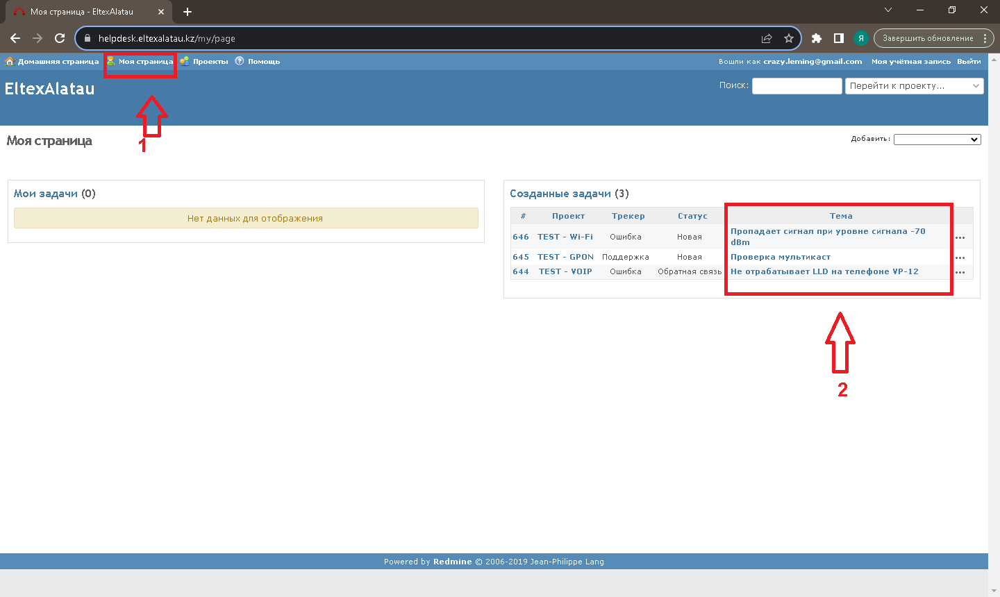 Моя страница - EltexAlatau
helpdesk.eltexalatau.kz/my/page
Я
Завершить обновление
Домашняя страница Моя страница Проекты Помощь
Вошли как crazy.leming@gmail.com Моя учётная запись Выйти
EltexAlatau
Поиск: Перейти к проекту...
1
Моя страница
Добавить:
Мои задачи (0)
Нет данных для отображения
Созданные задачи (3)
# Проект Трекер Статус Тема
646 TEST - Wi-Fi Ошибка Новая Пропадает сигнал при уровне сигнала -70
dBm
645 TEST - GPON Поддержка Новая Проверка мультикаст
644 TEST - VOIP Ошибка Обратная связь Не отрабатывает LLD на телефоне VP-12
2
Powered by Redmine © 2006-2019 Jean-Philippe Lang